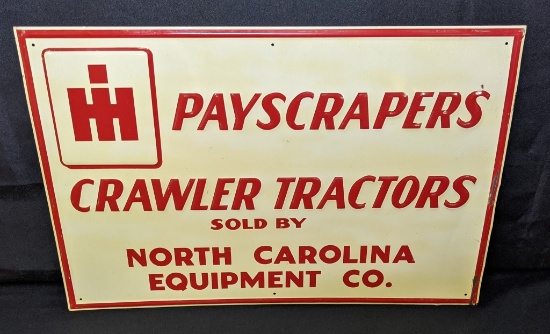 IH PAYSCRAPERS
CRAWLER TRACTORS
SOLD BY
NORTH CAROLINA
EQUIPMENT CO.